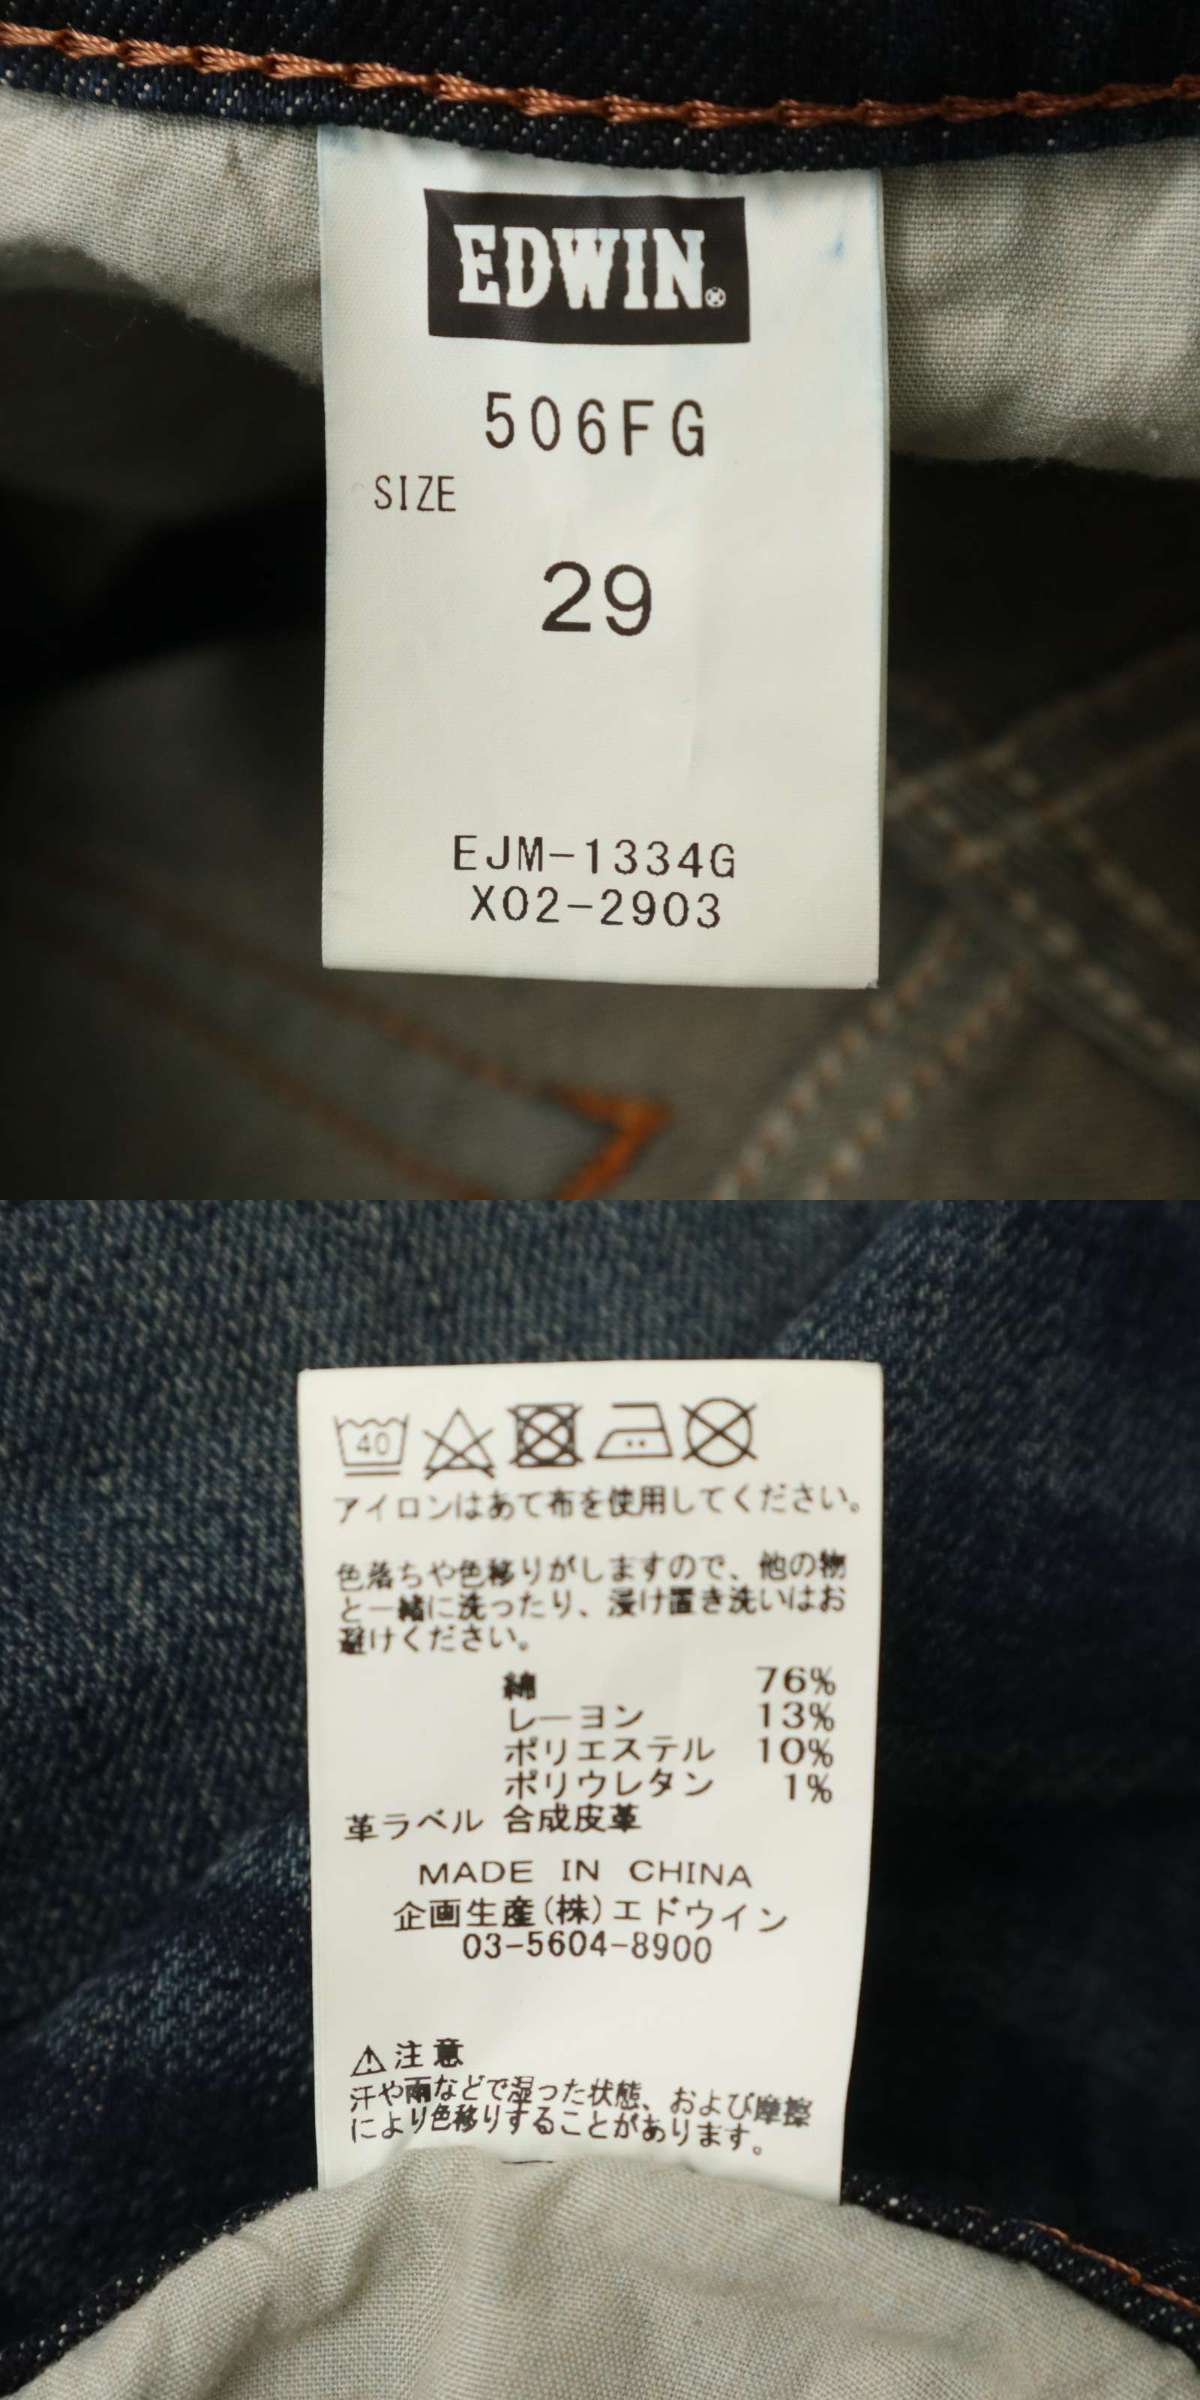 EDWIN®
506FG
SIZE
29
EJM-1334G
X02-2903
40
アイロンはあて布を使用してください。
色落ちや色移りがしますので、他の物
と一緒に洗ったり、浸け置き洗いはお
避けください。
綿 76%
レーヨン 13%
ポリエステル 10%
ポリウレタン 1%
革ラベル 合成皮革
MADE IN CHINA
企画生産(株)エドウイン
03-5604-8900
⚠注意
汗や雨などで湿った状態、および摩擦
により色移りすることがあります。